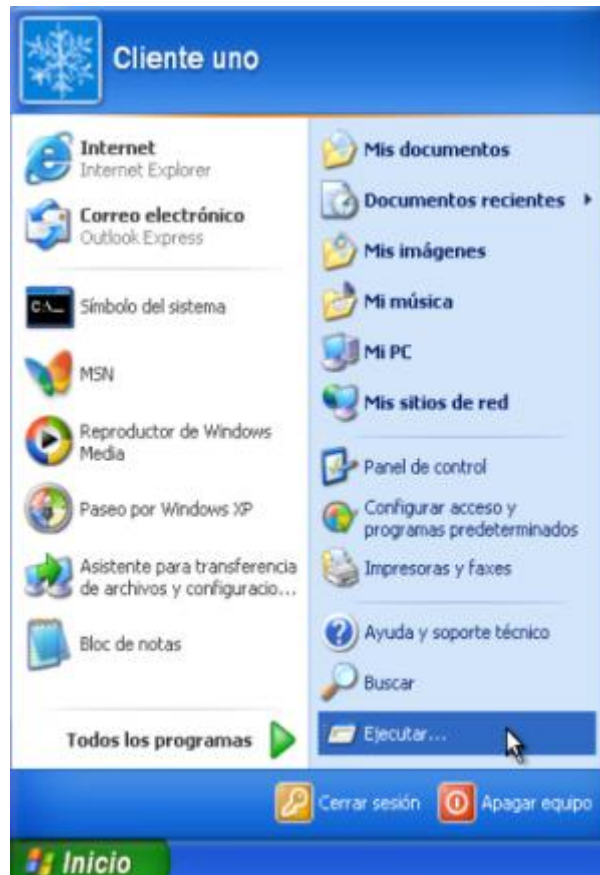 Cliente uno
Internet
Internet Explorer
Correo electrónico
Outlook Express
Símbolo del sistema
MSN
Reproductor de Windows
Media
Paseo por Windows XP
Asistente para transferencia
de archivos y configuracio...
Bloc de notas
Todos los programas
Mis documentos
Documentos recientes
Mis imágenes
Mi música
Mi PC
Mis sitios de red
Panel de control
Configurar acceso y
programas predeterminados
Impresoras y faxes
Ayuda y soporte técnico
Buscar
Ejecutar...
Cerrar sesión
Apagar equipo
Inicio